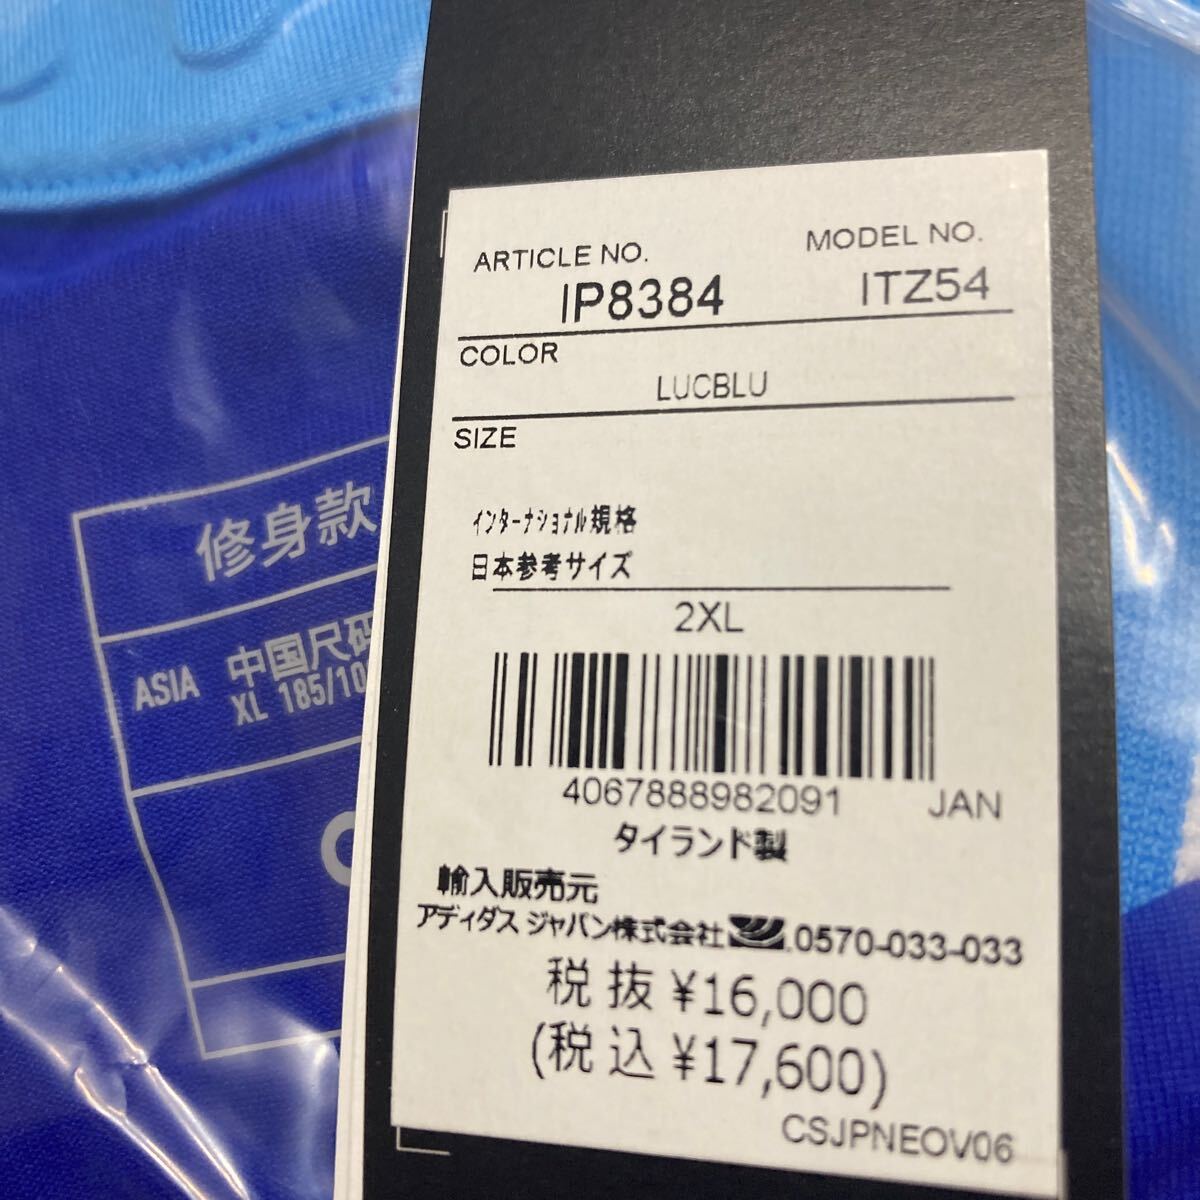 ARTICLE NO.
MODEL NO.
IP8384
ITZ54
COLOR
LUCBLU
SIZE
インターナショナル規格
日本参考サイズ
2XL
4067888982091 JAN
タイランド製
輸入販売元
アディダス ジャパン株式会社 0570-033-033
税抜 ¥16,000
(税込 ¥17,600)
CSJPNEOV06
修身款
ASIA
中国尺码
XL 185/10